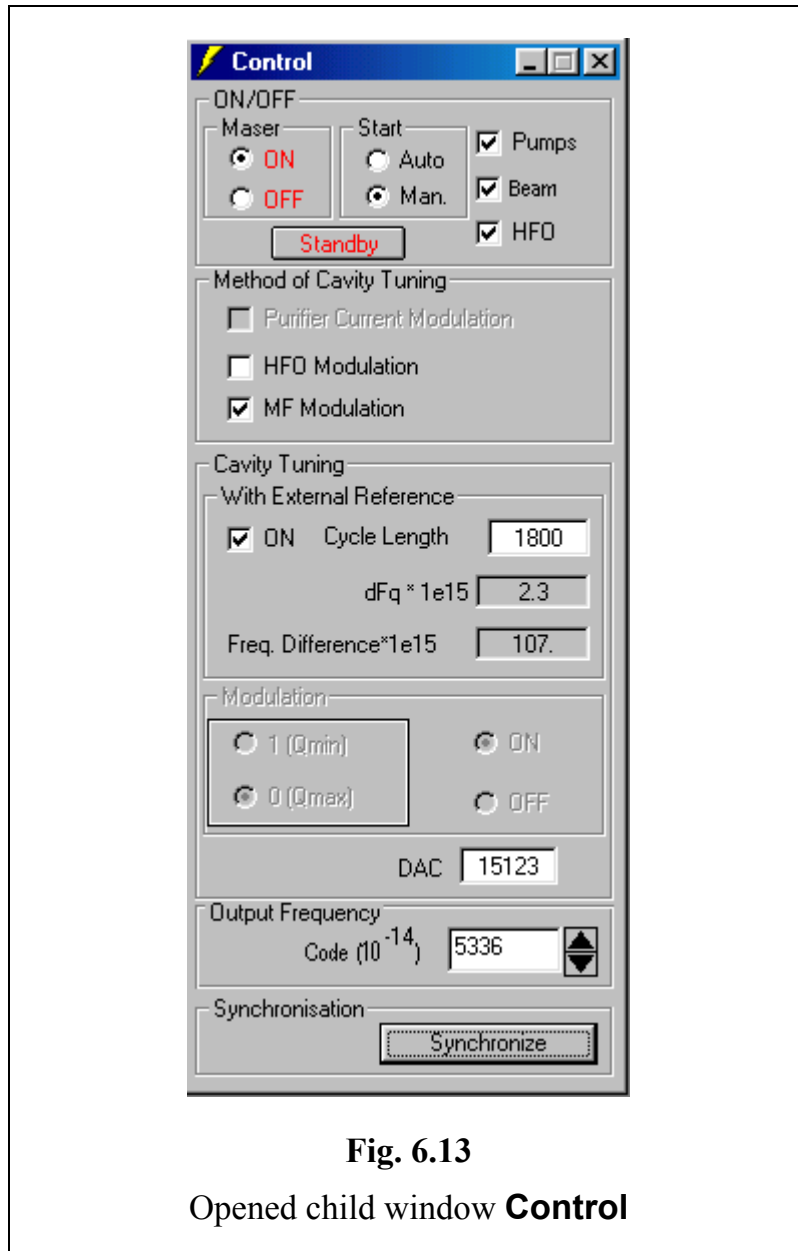 Control
ON/OFF
Maser
ON
OFF
Start
Auto
Man.
Pumps
Beam
HFO
Standby
Method of Cavity Tuning
Purifier Current Modulation
HFO Modulation
MF Modulation
Cavity Tuning
With External Reference
ON Cycle Length 1800
dFq * 1e15 2.3
Freq. Difference*1e15 107.
Modulation
1 (Qmin)
0 (Qmax)
ON
OFF
DAC 15123
Output Frequency
Code (10⁻¹⁴) 5336
Synchronisation
Synchronize
Fig. 6.13
Opened child window Control